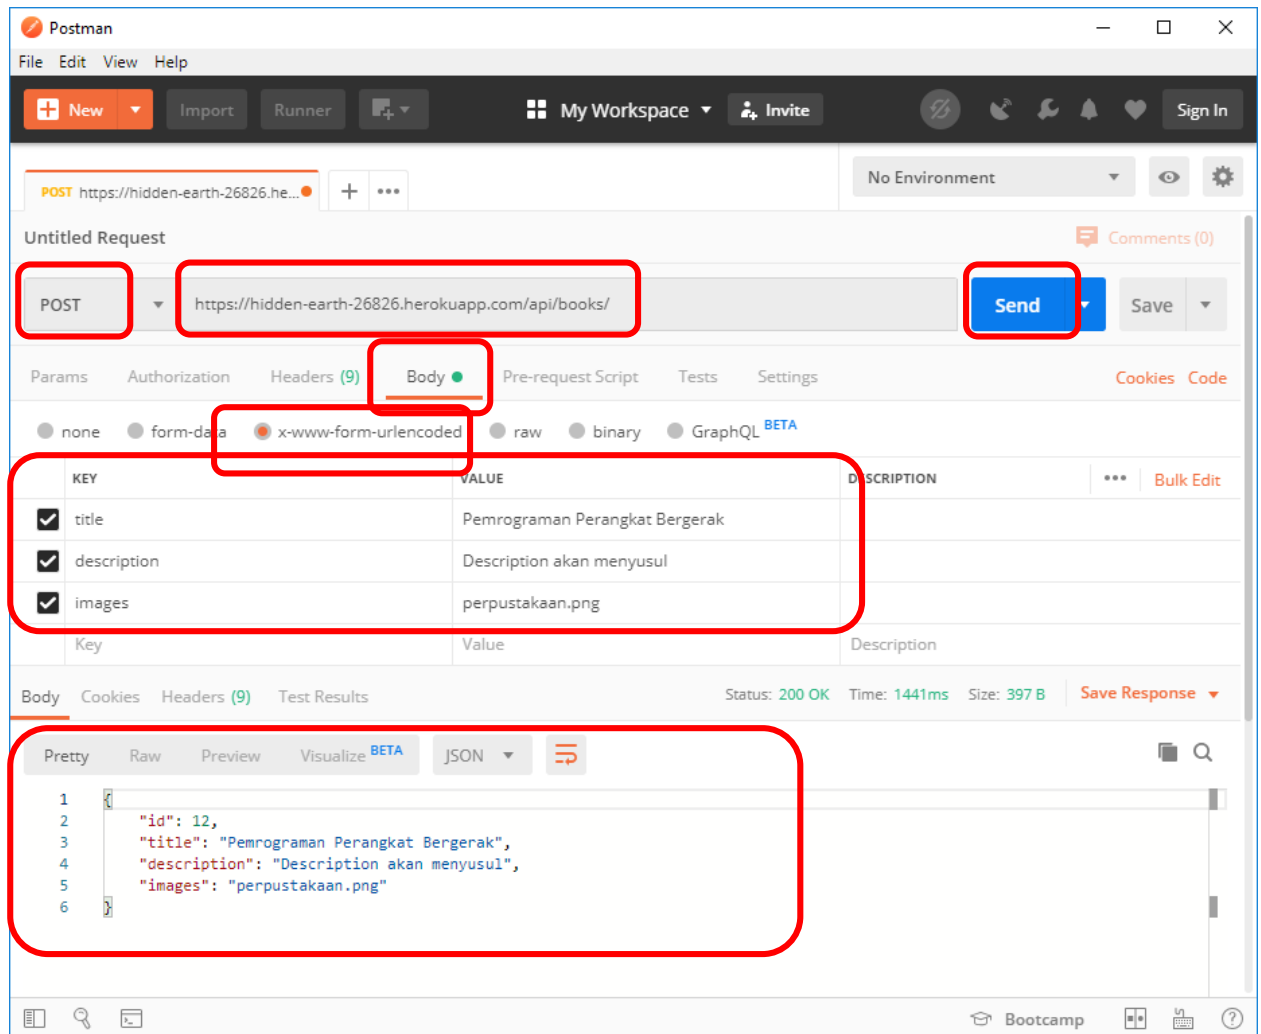 Postman
File Edit View Help
New Import Runner My Workspace Invite Sign In
POST https://hidden-earth-26826.he... No Environment
Untitled Request Comments (0)
POST https://hidden-earth-26826.herokuapp.com/api/books/ Send Save
Params Authorization Headers (9) Body Pre-request Script Tests Settings Cookies Code
none form-data x-www-form-urlencoded raw binary GraphQL BETA
KEY VALUE DESCRIPTION Bulk Edit
title Pemrograman Perangkat Bergerak
description Description akan menyusul
images perpustakaan.png
Key Value Description
Body Cookies Headers (9) Test Results Status: 200 OK Time: 1441ms Size: 397 B Save Response
Pretty Raw Preview Visualize BETA JSON
1 {
2 "id": 12,
3 "title": "Pemrograman Perangkat Bergerak",
4 "description": "Description akan menyusul",
5 "images": "perpustakaan.png"
6 }
Bootcamp